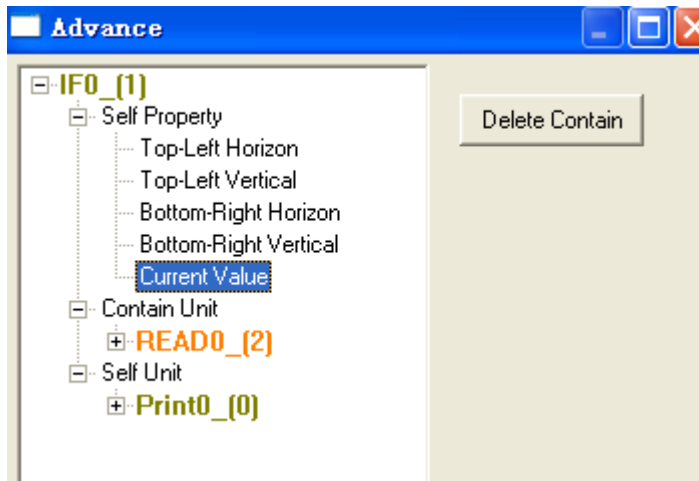 Advance
IF0_(1)
Self Property
Delete Contain
Top-Left Horizon
Top-Left Vertical
Bottom-Right Horizon
Bottom-Right Vertical
Current Value
Contain Unit
READ0_(2)
Self Unit
Print0_(0)